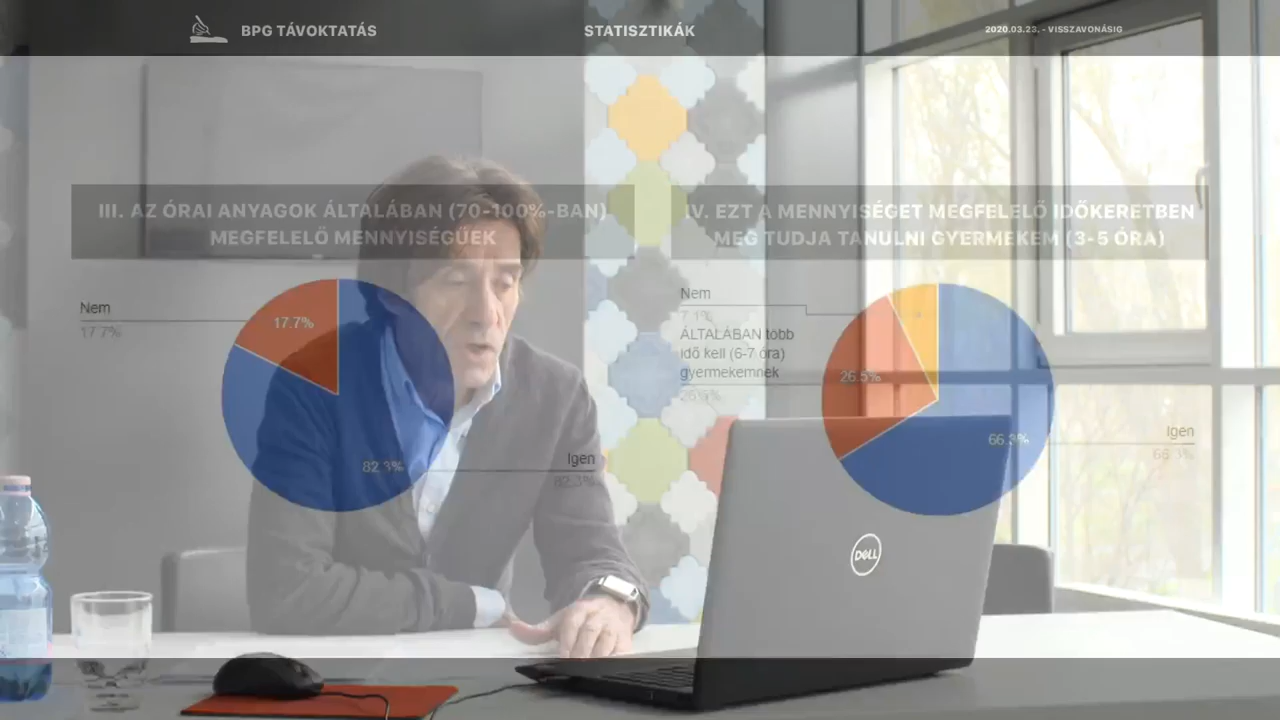 BPG TÁVOKTATÁS
STATISZTIKÁK
2020.03.23. - VISSZAVONÁSIG
III. AZ ÓRAI ANYAGOK ÁLTALÁBAN (70-100%-BAN)
MEGFELELŐ MENNYISÉGŰEK
IV. EZT A MENNYISÉGET MEGFELELŐ IDŐKERETBEN
MEG TUDJA TANULNI GYERMEKEM (3-5 ÓRA)
Nem
17.7%
17.7%
82.3%
Igen
82.3%
Nem
7.1%
ÁLTALÁBAN több
idő kell (6-7 óra)
gyermekemnek
26.5%
26.5%
66.3%
Igen
66.3%
DELL